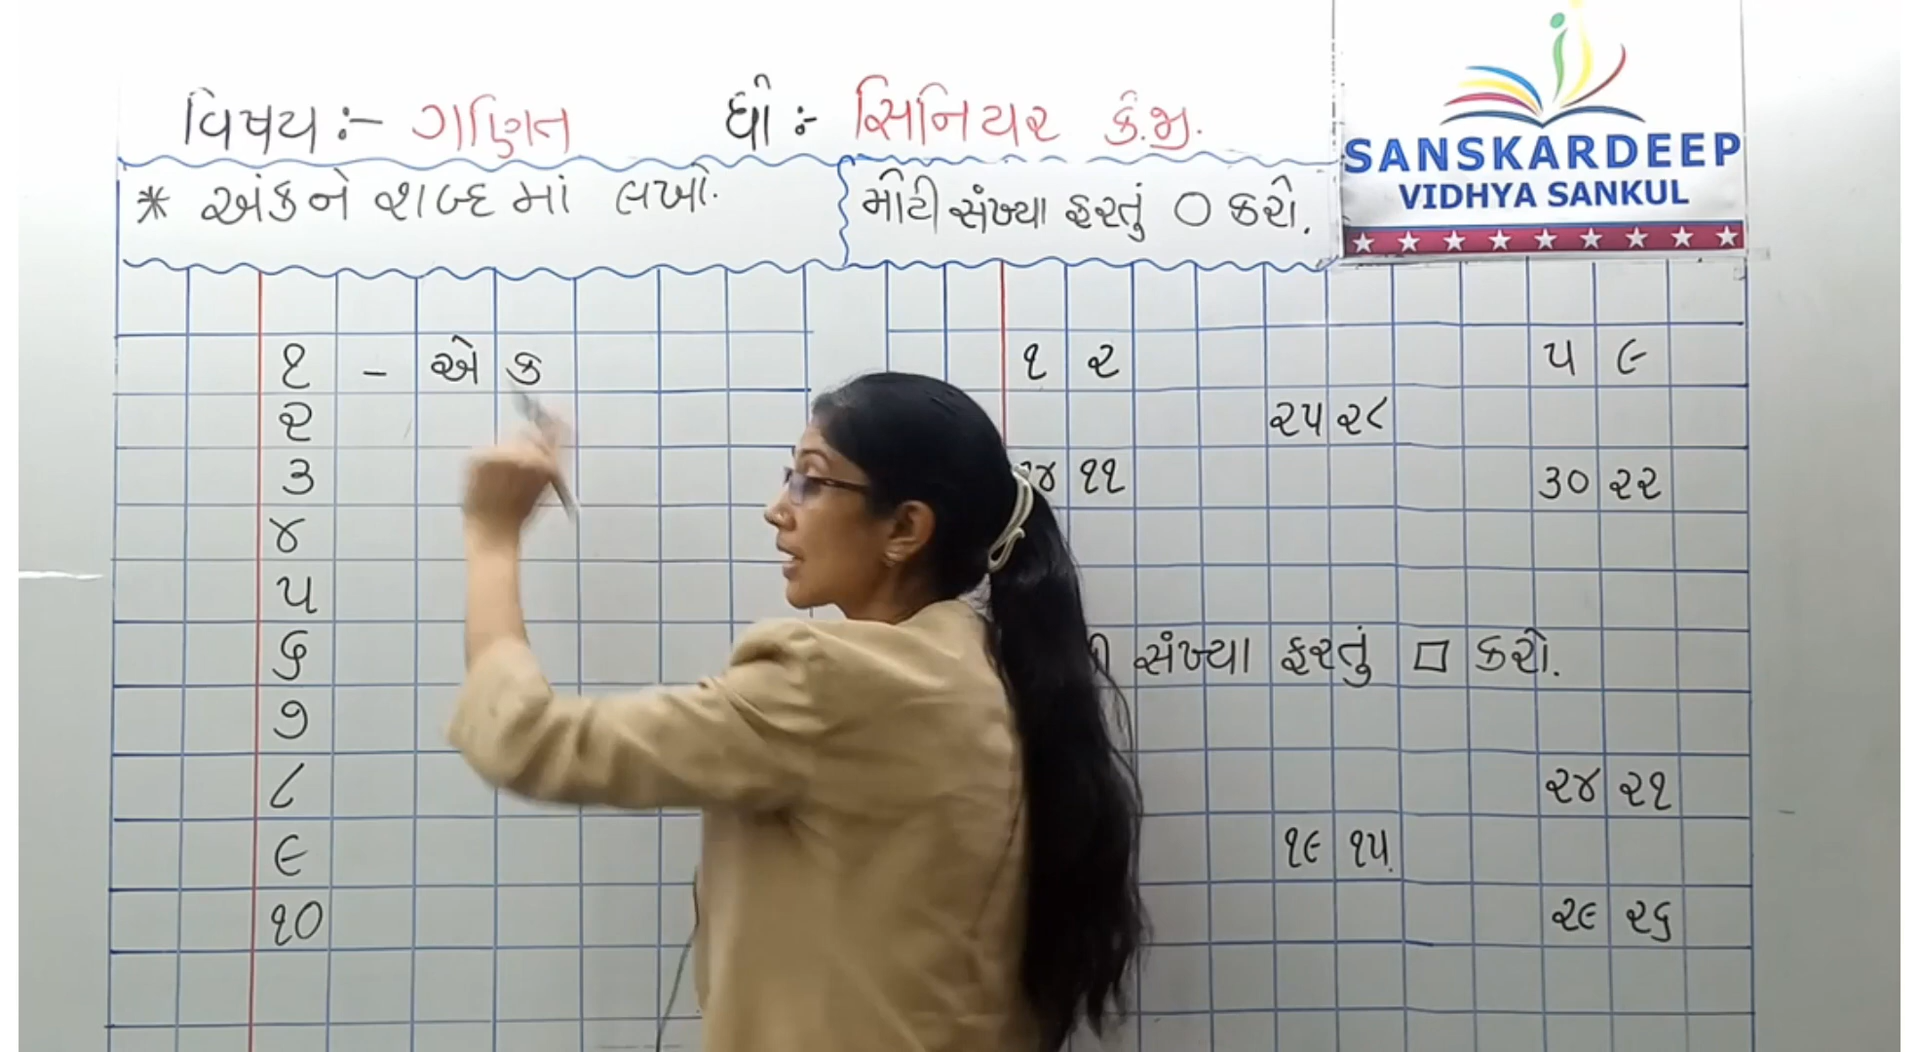 વિષય :- ગણિત ધો :- સિનિયર કે.જી.
SANSKARDEEP
VIDHYA SANKUL
* અંકને શબ્દમાં લખો.
મોટી સંખ્યા ફરતું ○ કરો.
૧ - એક
૨
૩
૪
૫
૬
૭
૮
૯
૧૦
૧ ૨ ૫ ૯
૨૫ ૨૮
૧૧ ૩૦ ૨૨
સંખ્યા ફરતું □ કરો.
૨૪ ૨૧
૧૯ ૧૫
૨૯ ૨૬